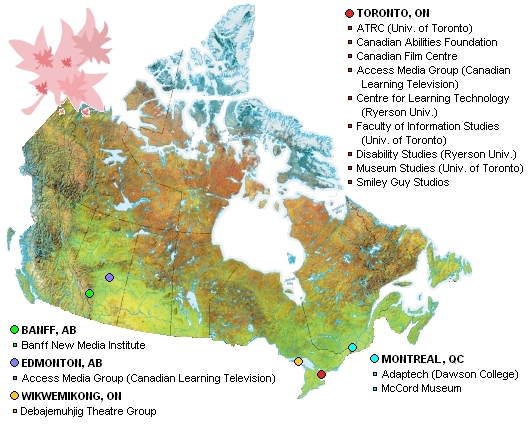 TORONTO, ON
ATRC (Univ. of Toronto)
Canadian Abilities Foundation
Canadian Film Centre
Access Media Group (Canadian
Learning Television)
Centre for Learning Technology
(Ryerson Univ.)
Faculty of Information Studies
(Univ. of Toronto)
Disability Studies (Ryerson Univ.)
Museum Studies (Univ. of Toronto)
Smiley Guy Studios
BANFF, AB
Banff New Media Institute
EDMONTON, AB
Access Media Group (Canadian Learning Television)
WIKWEMIKONG, ON
Debajemuhjig Theatre Group
MONTREAL, QC
Adaptech (Dawson College)
McCord Museum